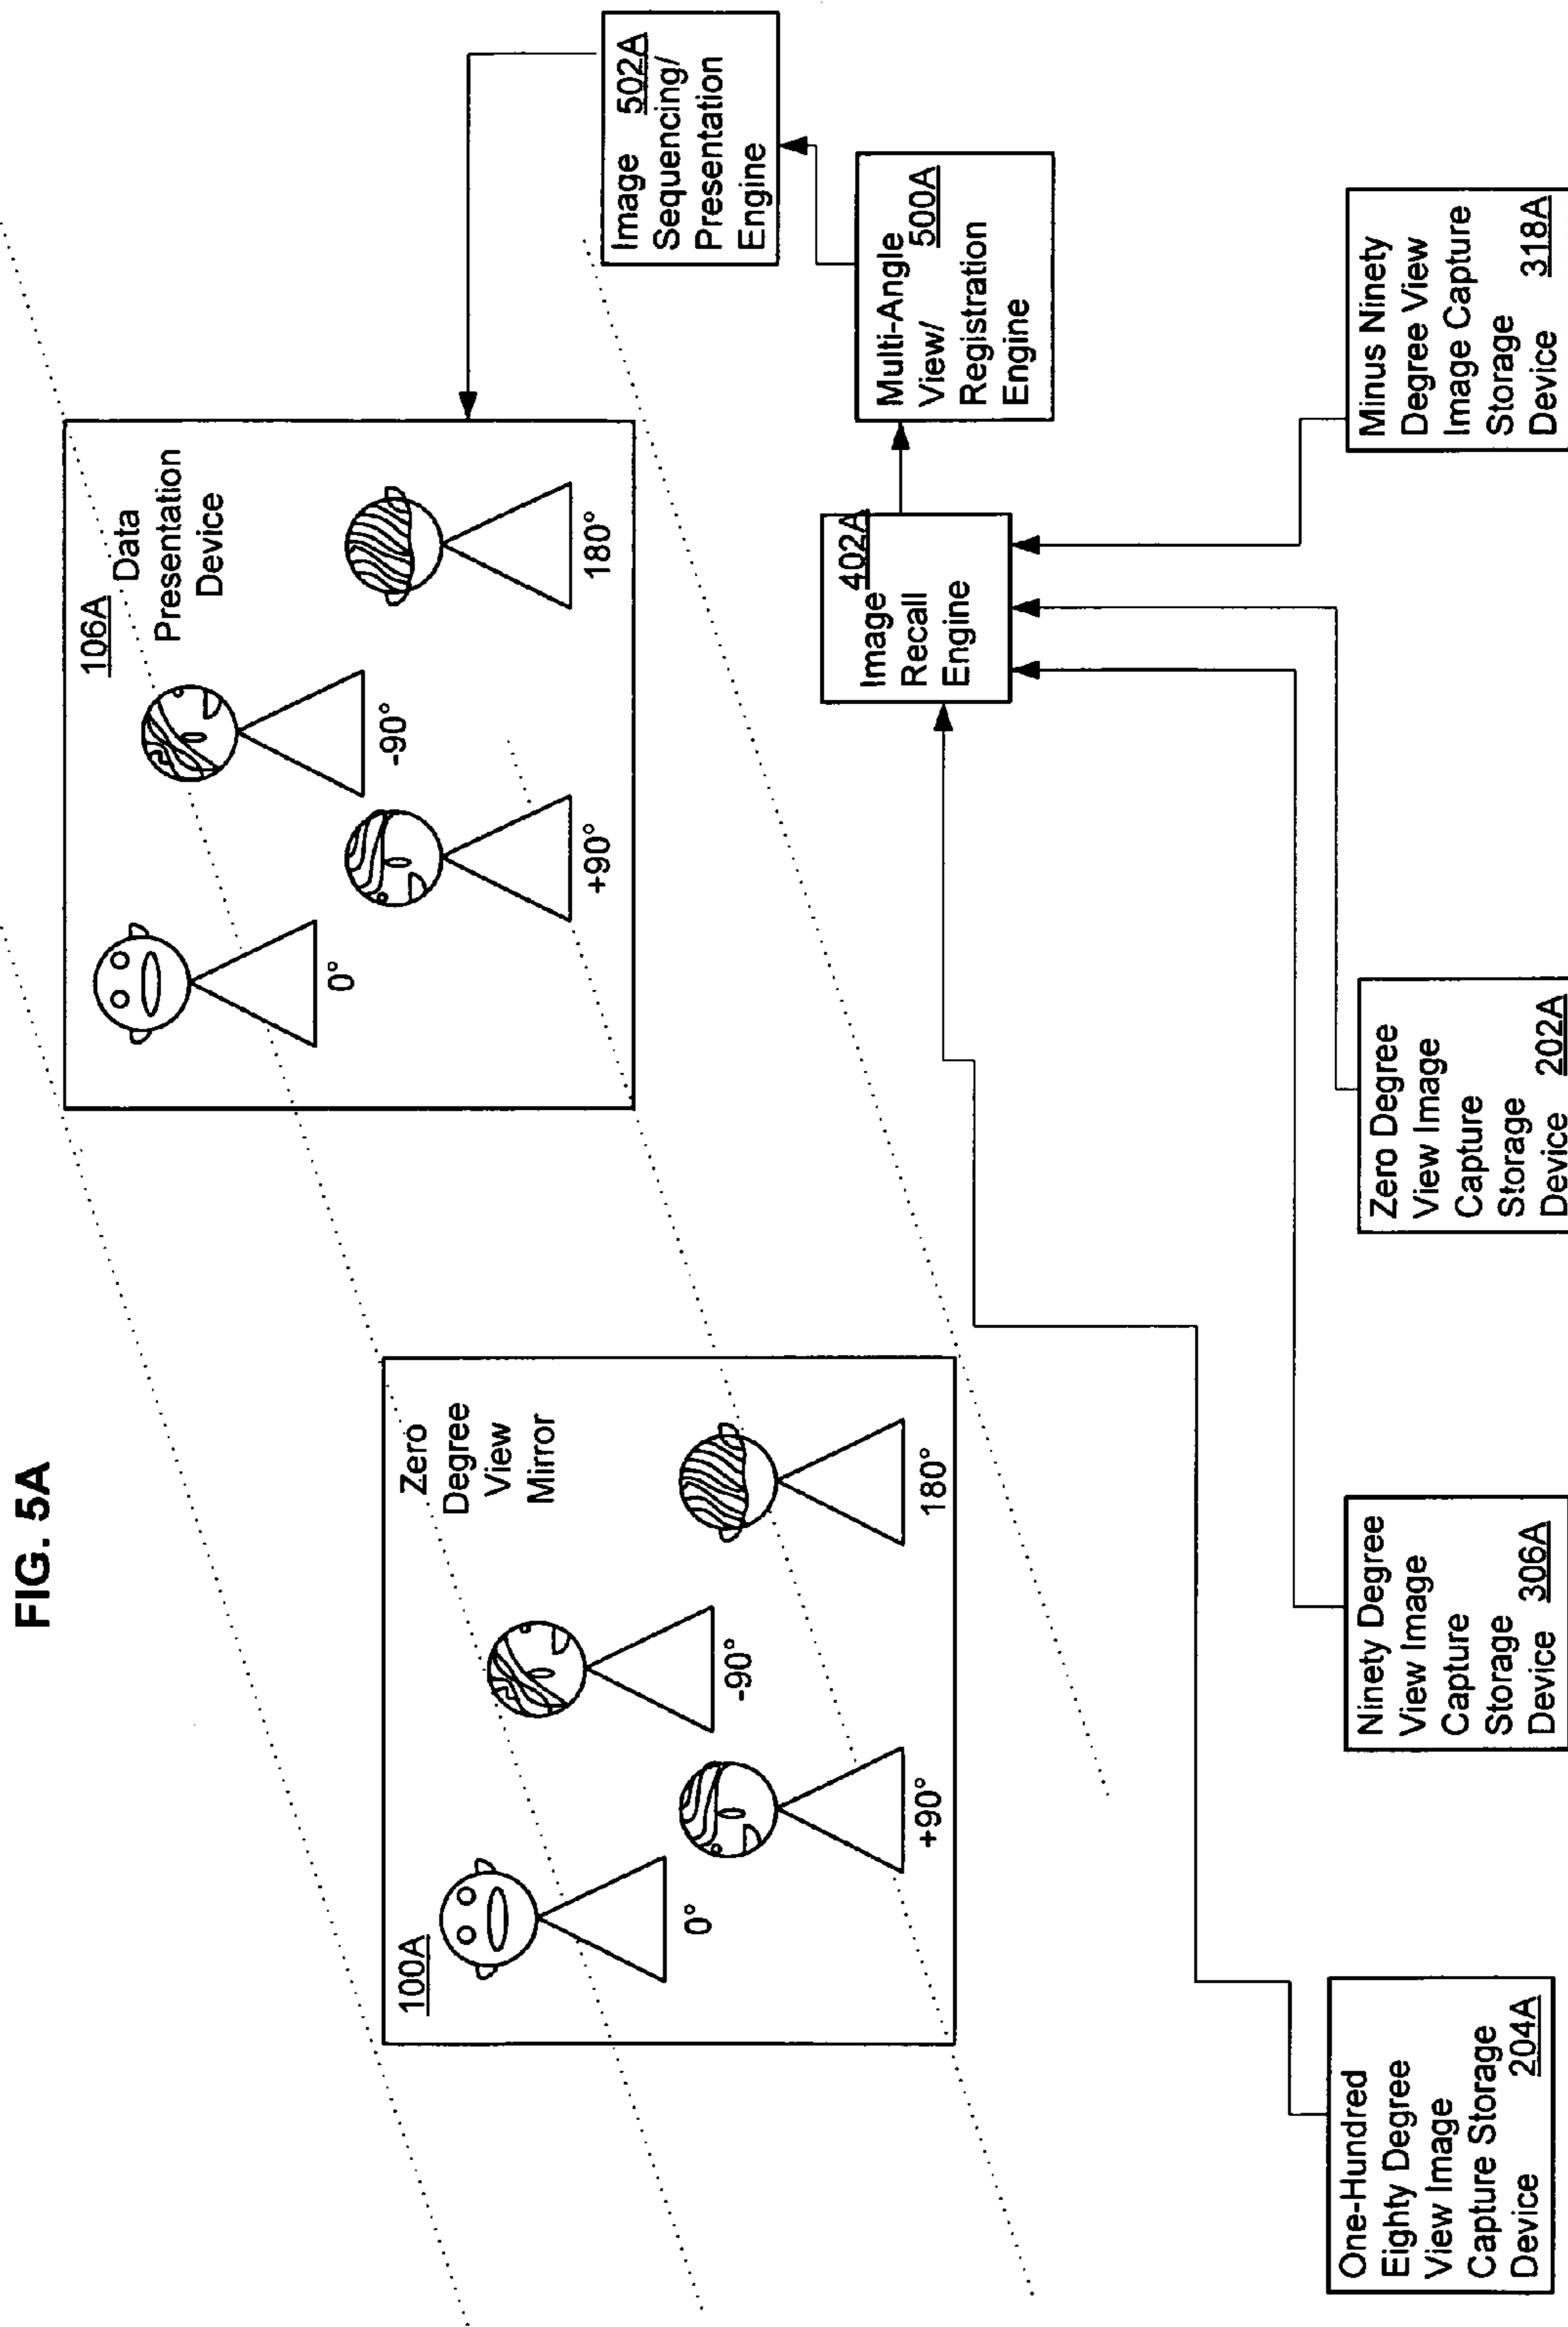 FIG. 5A
100A
Zero
Degree
View
Mirror
0°
-90°
+90°
180°
106A
Data
Presentation
Device
0°
-90°
+90°
180°
Image 502A
Sequencing/
Presentation
Engine
Multi-Angle
View/ 500A
Registration
Engine
Image 402A
Recall
Engine
One-Hundred
Eighty Degree
View Image
Capture Storage
Device 204A
Ninety Degree
View Image
Capture
Storage
Device 306A
Zero Degree
View Image
Capture
Storage
Device 202A
Minus Ninety
Degree View
Image Capture
Storage
Device 318A